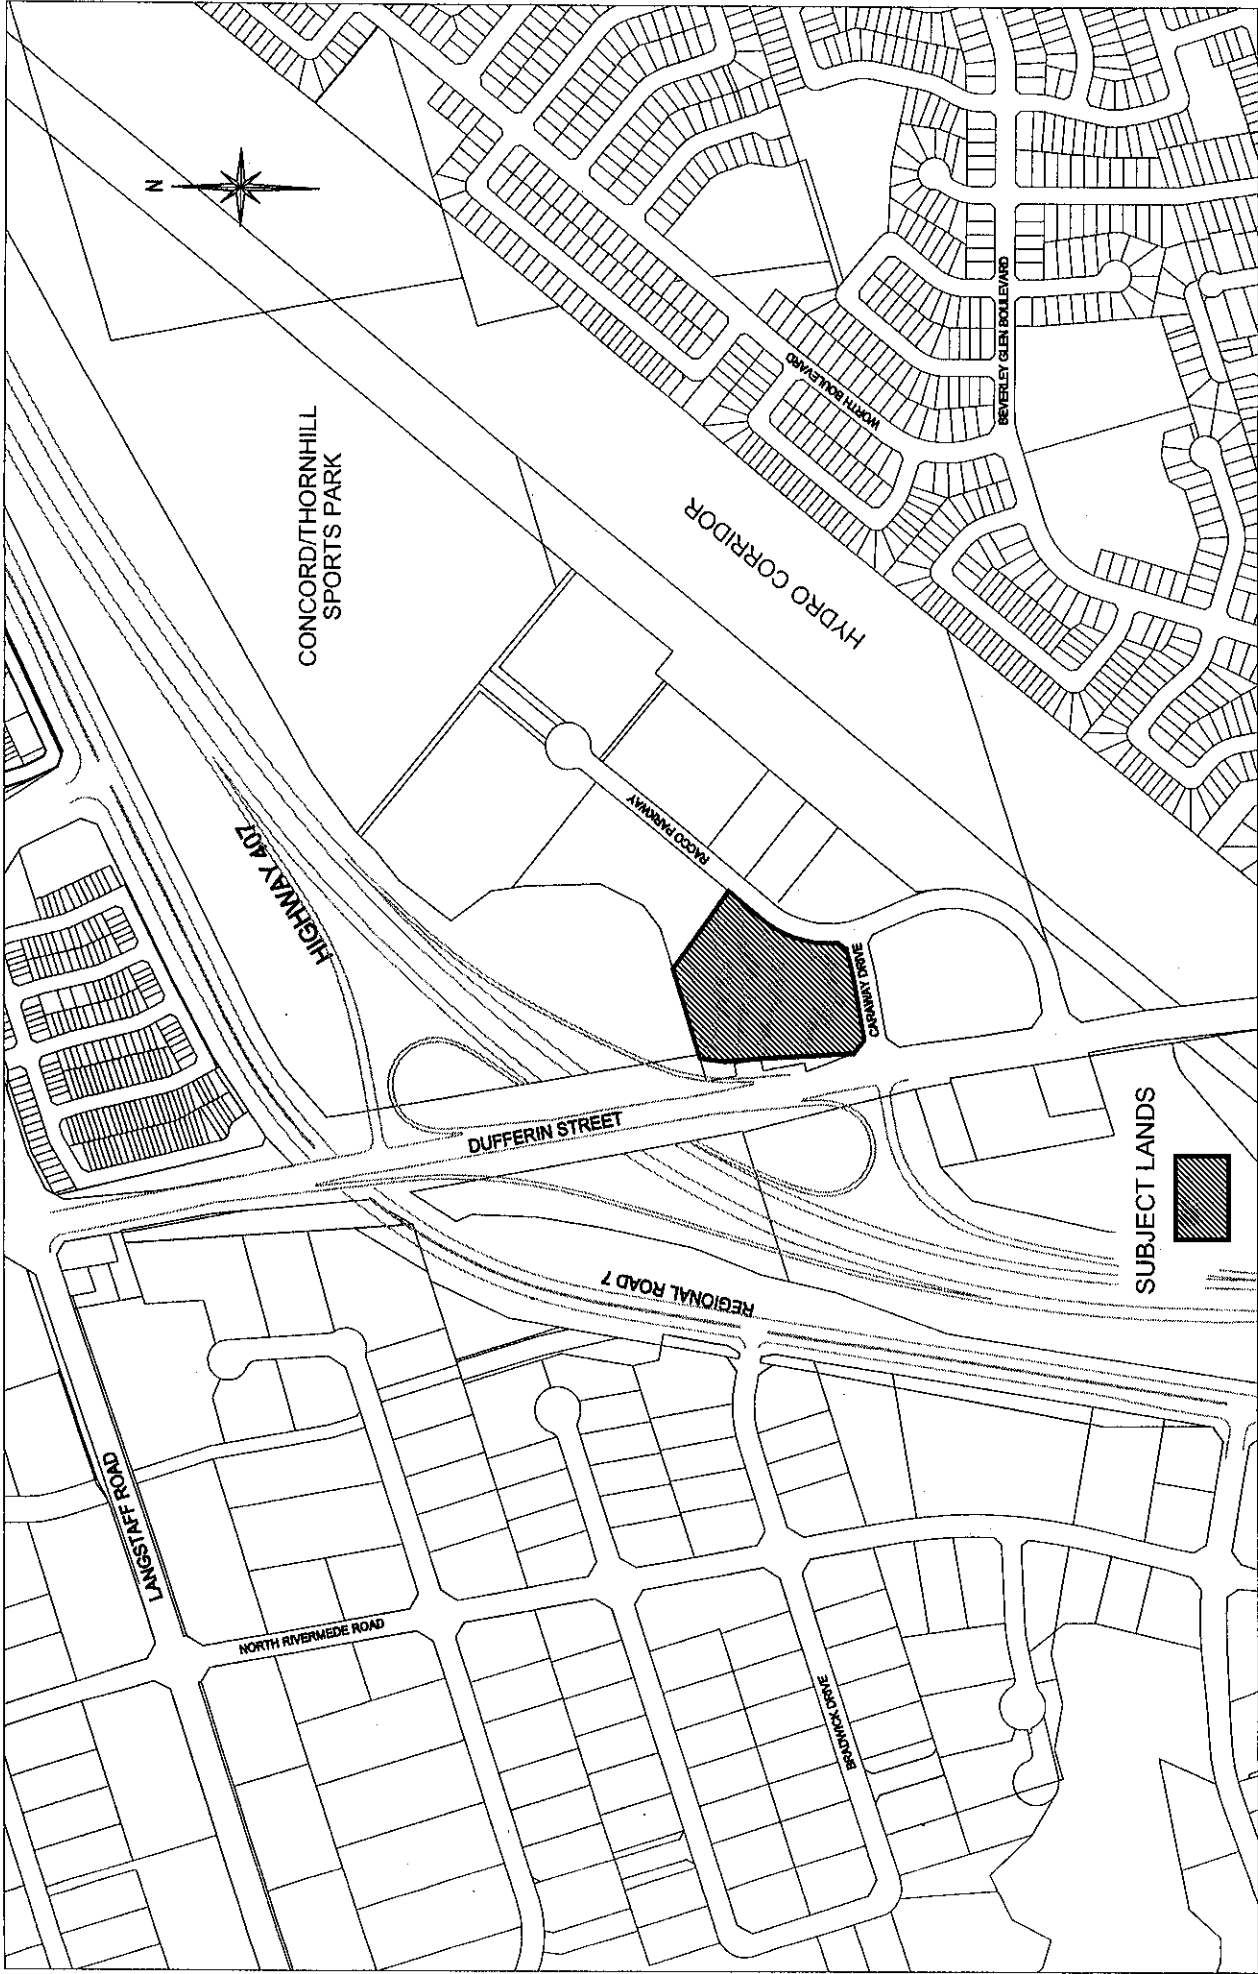 N
CONCORD/THORNHILL
SPORTS PARK
HIGHWAY 407
HYDRO CORRIDOR
WORTH BOULEVARD
BEVERLEY GLEN BOULEVARD
RACCO PARKWAY
CARAWAY DRIVE
DUFFERIN STREET
REGIONAL ROAD 7
LANGSTAFF ROAD
NORTH RIVERMEDE ROAD
BRADWICK DRIVE
SUBJECT LANDS